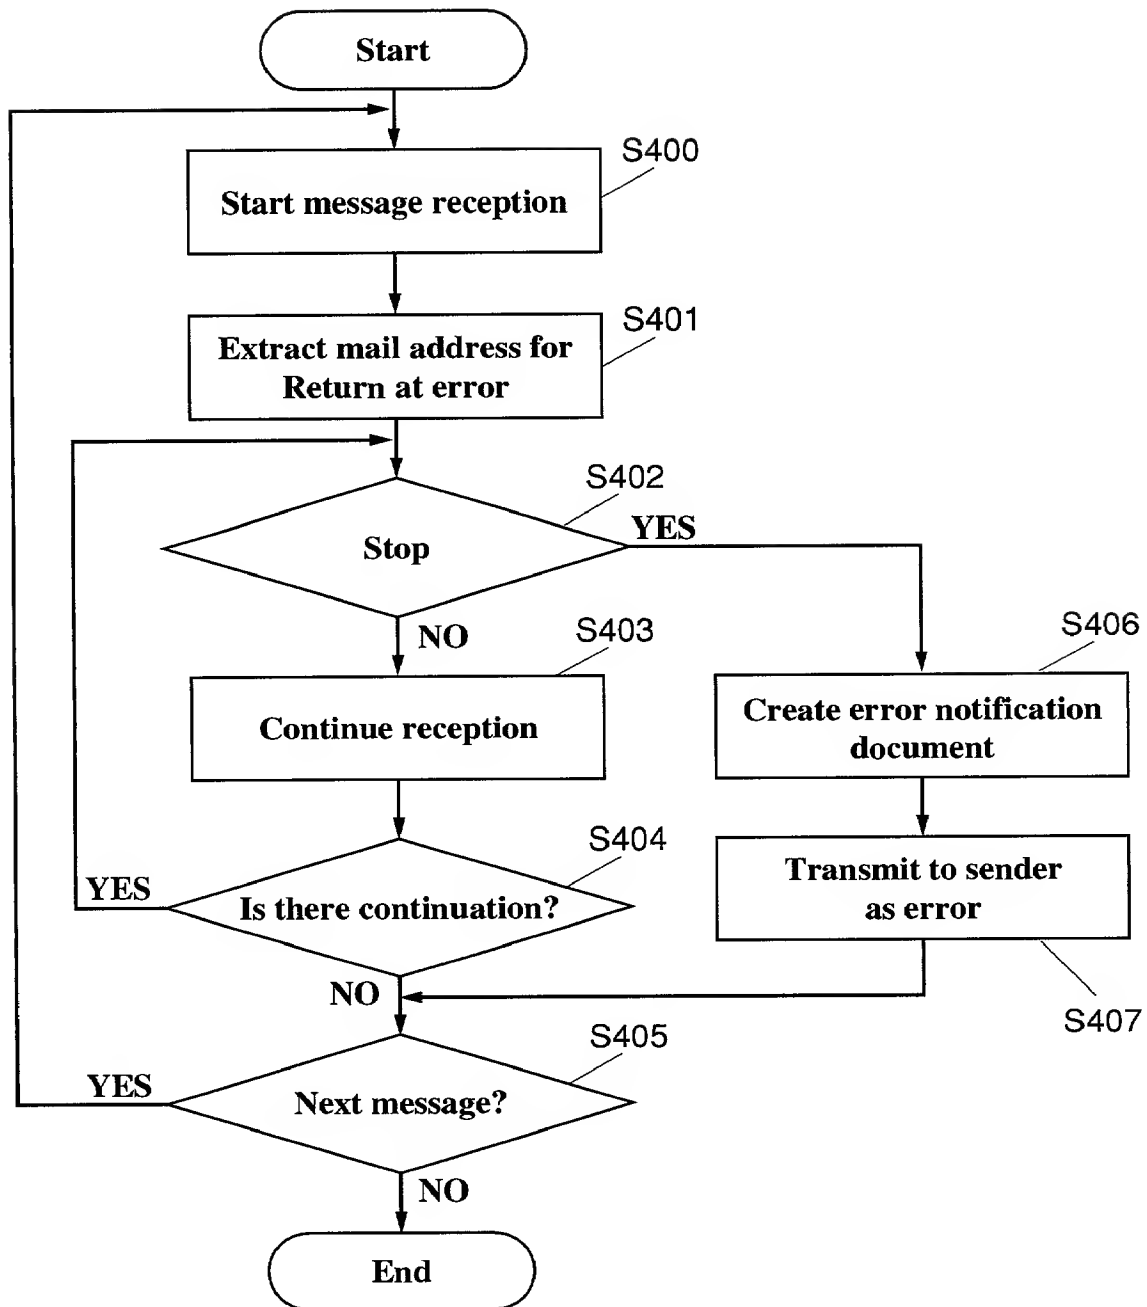 Start
S400
Start message reception
S401
Extract mail address for
Return at error
S402
YES
Stop
NO
S403
S406
Continue reception
Create error notification
document
S404
YES
Is there continuation?
Transmit to sender
as error
NO
S407
S405
YES
Next message?
NO
End